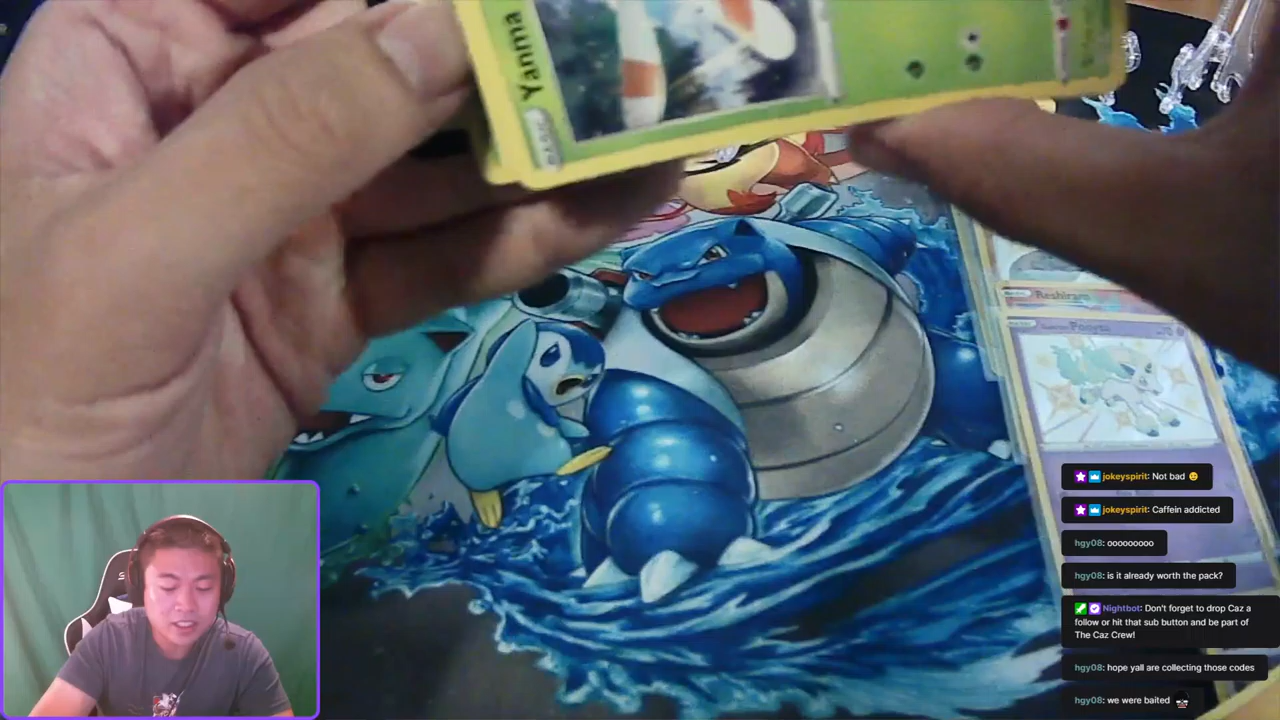 Yanma
BASIC
Reshiram
Ponyta
jokeyspirit: Not bad
jokeyspirit: Caffein addicted
hgy08: ooooooooo
hgy08: is it already worth the pack?
Nightbot: Don't forget to drop Caz a
follow or hit that sub button and be part of
The Caz Crew!
hgy08: hope yall are collecting those codes
hgy08: we were baited